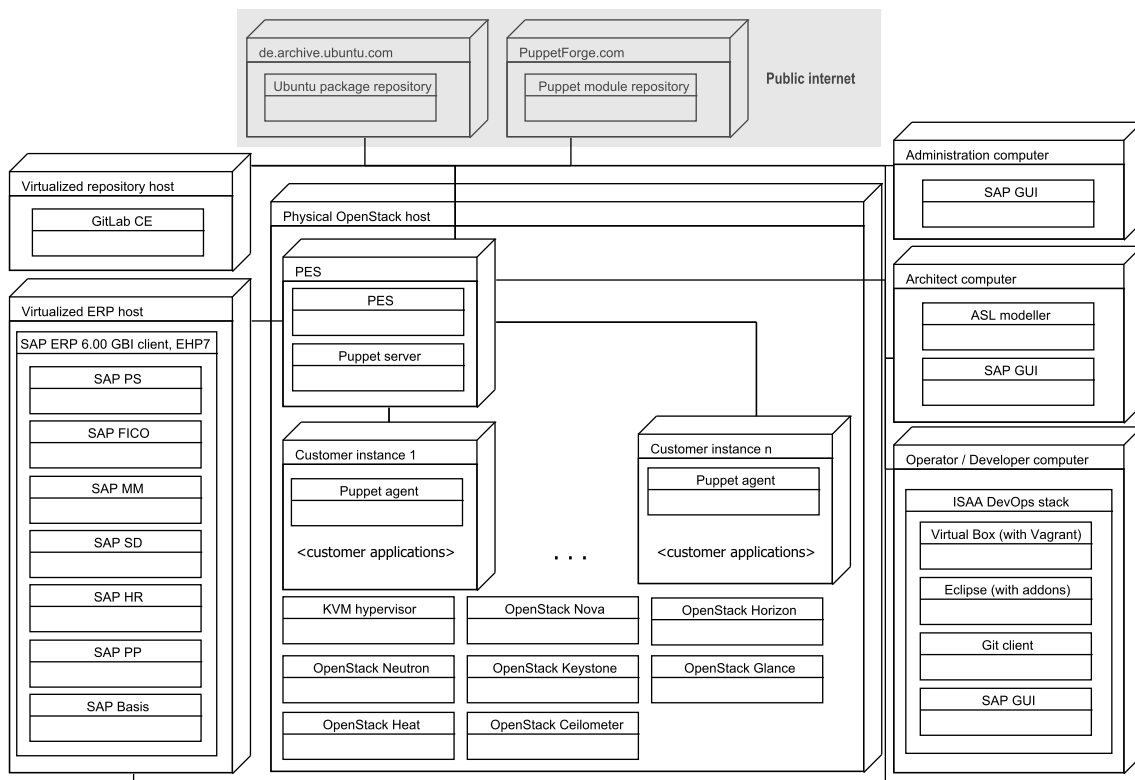 de.archive.ubuntu.com
Ubuntu package repository
PuppetForge.com
Puppet module repository
Public internet
Virtualized repository host
GitLab CE
Virtualized ERP host
SAP ERP 6.00 GBI client, EHP7
SAP PS
SAP FICO
SAP MM
SAP SD
SAP HR
SAP PP
SAP Basis
Physical OpenStack host
PES
PES
Puppet server
Customer instance 1
Puppet agent
<customer applications>
. . .
Customer instance n
Puppet agent
<customer applications>
KVM hypervisor
OpenStack Nova
OpenStack Horizon
OpenStack Neutron
OpenStack Keystone
OpenStack Glance
OpenStack Heat
OpenStack Ceilometer
Administration computer
SAP GUI
Architect computer
ASL modeller
SAP GUI
Operator / Developer computer
ISAA DevOps stack
Virtual Box (with Vagrant)
Eclipse (with addons)
Git client
SAP GUI